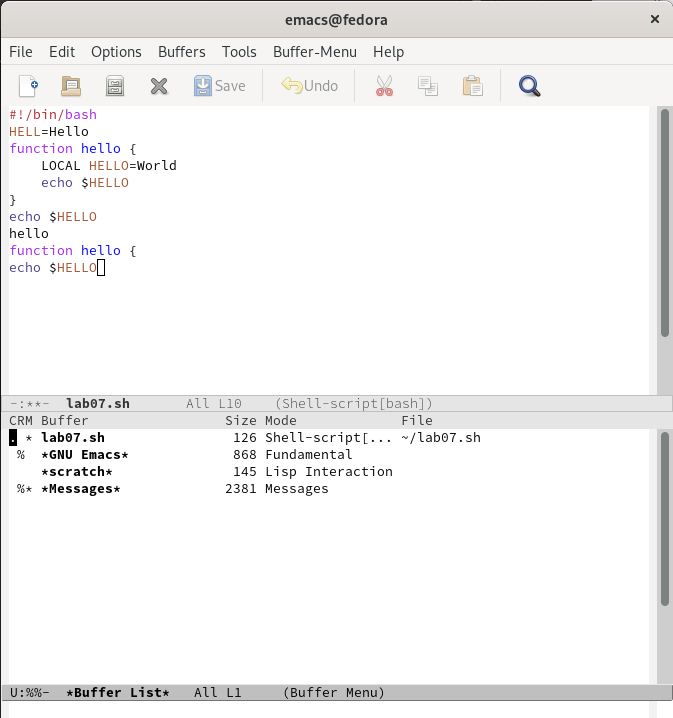 emacs@fedora ×
File Edit Options Buffers Tools Buffer-Menu Help
Save Undo
#!/bin/bash
HELL=Hello
function hello {
    LOCAL HELLO=World
    echo $HELLO
}
echo $HELLO
hello
function hello {
echo $HELLO
-:**-  lab07.sh       All L10    (Shell-script[bash])
CRM Buffer                 Size Mode             File
. * lab07.sh                126 Shell-script[... ~/lab07.sh
 %  *GNU Emacs*             868 Fundamental
    *scratch*               145 Lisp Interaction
 %* *Messages*             2381 Messages
U:%%-  *Buffer List*   All L1     (Buffer Menu)